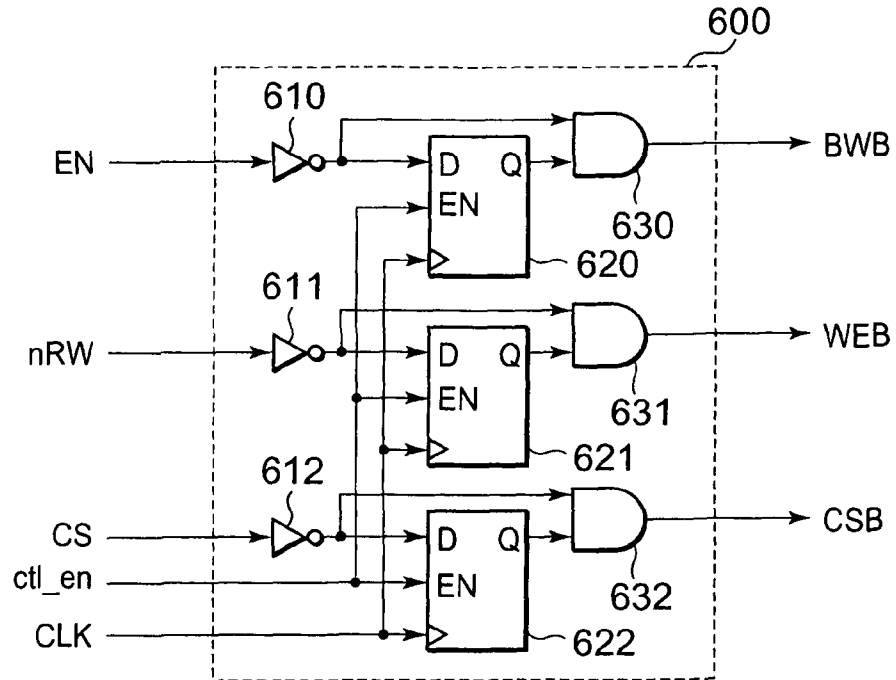 600
610
EN
D Q
EN
BWB
630
620
611
nRW
D Q
EN
WEB
631
621
612
CS
D Q
EN
CSB
632
ctl_en
CLK
622